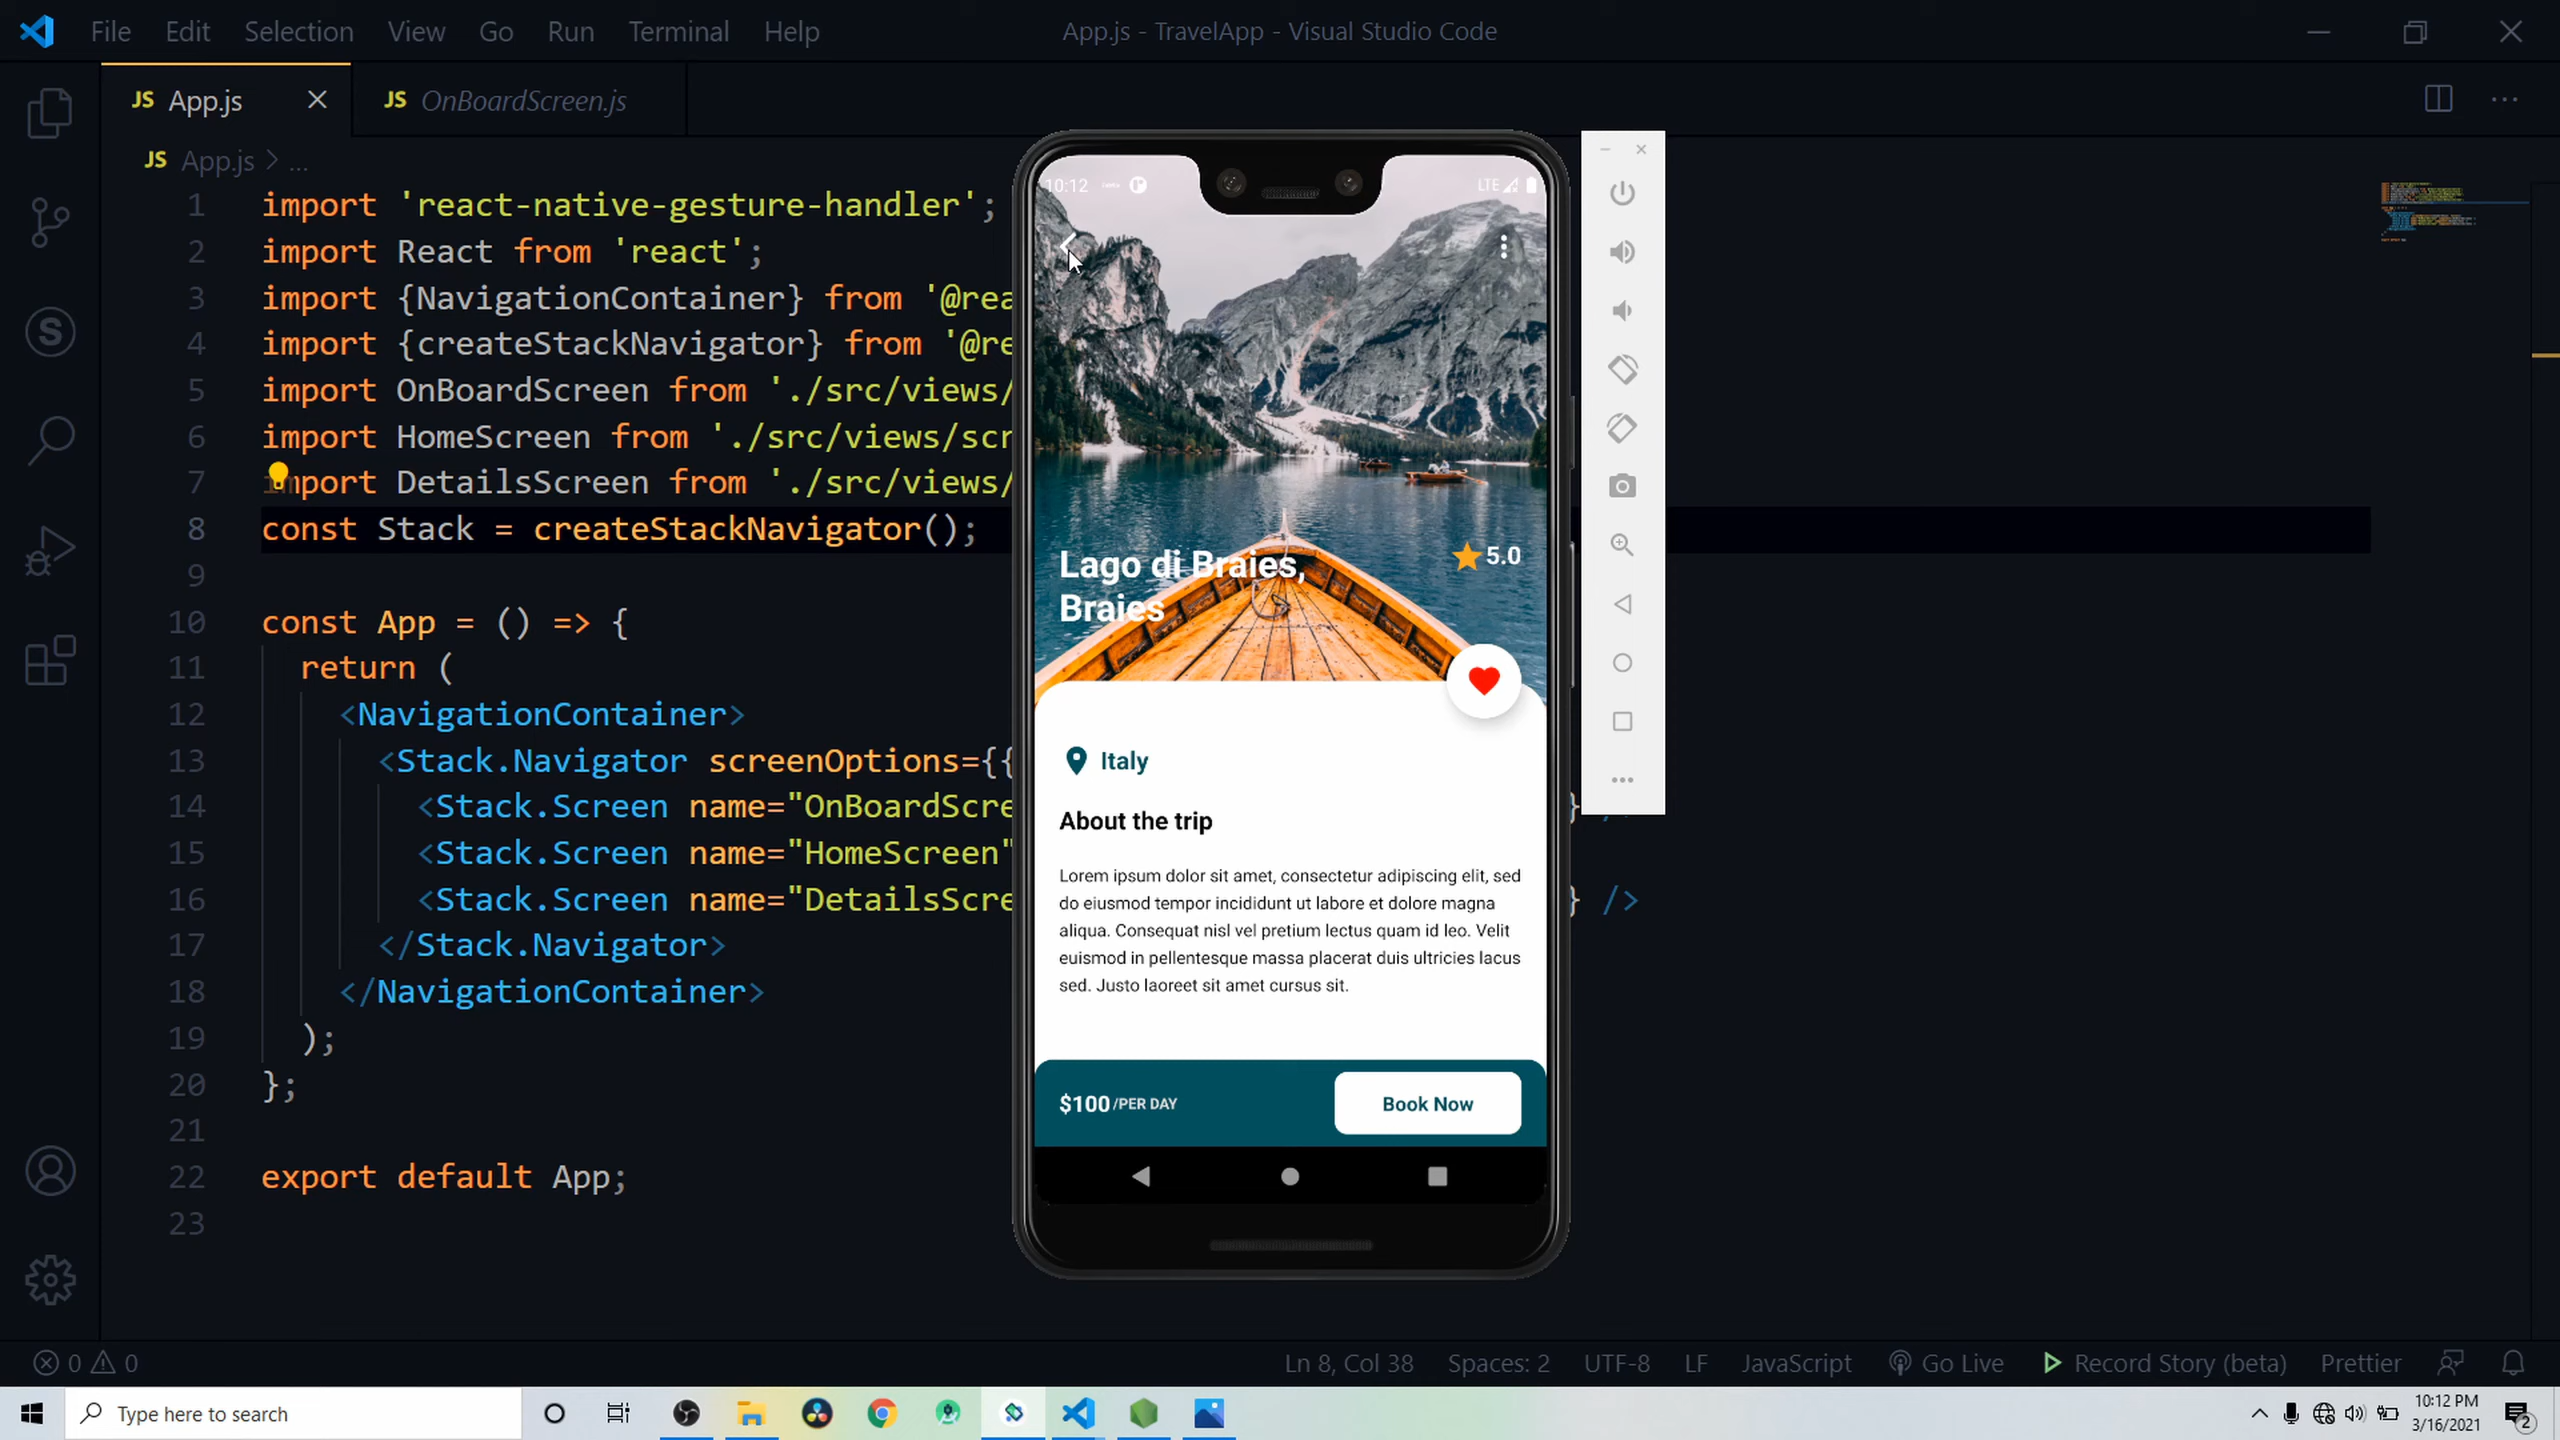 File Edit Selection View Go Run Terminal Help
App.js - TravelApp - Visual Studio Code
JS App.js
JS OnBoardScreen.js
JS App.js > ...
1 import 'react-native-gesture-handler';
2 import React from 'react';
3 import {NavigationContainer} from '@rea
4 import {createStackNavigator} from '@re
5 import OnBoardScreen from './src/views/
6 import HomeScreen from './src/views/scr
7 import DetailsScreen from './src/views/
8 const Stack = createStackNavigator();
9
10 const App = () => {
11 return (
12 <NavigationContainer>
13 <Stack.Navigator screenOptions={{
14 <Stack.Screen name="OnBoardScre } /
15 <Stack.Screen name="HomeScreen"
16 <Stack.Screen name="DetailsScre } />
17 </Stack.Navigator>
18 </NavigationContainer>
19 );
20 };
21
22 export default App;
23
10:12
LTE
Lago di Braies,
Braies
5.0
Italy
About the trip
Lorem ipsum dolor sit amet, consectetur adipiscing elit, sed
do eiusmod tempor incididunt ut labore et dolore magna
aliqua. Consequat nisl vel pretium lectus quam id leo. Velit
euismod in pellentesque massa placerat duis ultricies lacus
sed. Justo laoreet sit amet cursus sit.
$100/PER DAY
Book Now
0 0
Ln 8, Col 38 Spaces: 2 UTF-8 LF JavaScript Go Live Record Story (beta) Prettier
Type here to search
10:12 PM
3/16/2021
2